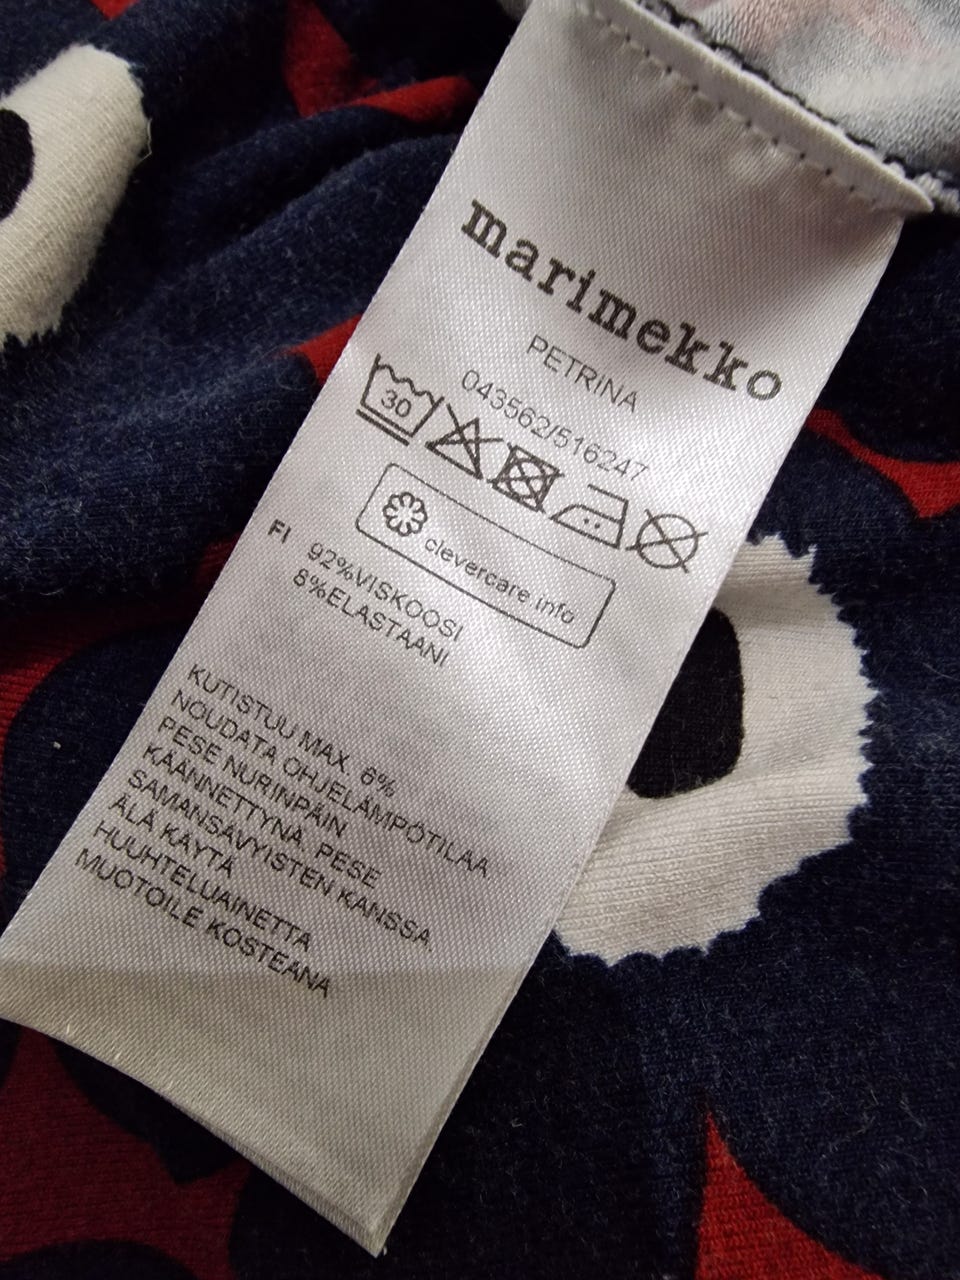 marimekko
PETRINA
043562/516247
30
clevercare info
FI 92%VISKOOSI
8%ELASTAANI
KUTISTUU MAX. 6%
NOUDATA OHJELÄMPÖTILAA
PESE NURINPÄIN
KÄÄNNETTYNÄ. PESE
SAMANSÄVYISTEN KANSSA.
ÄLÄ KÄYTÄ
HUUHTELUAINETTA
MUOTOILE KOSTEANA